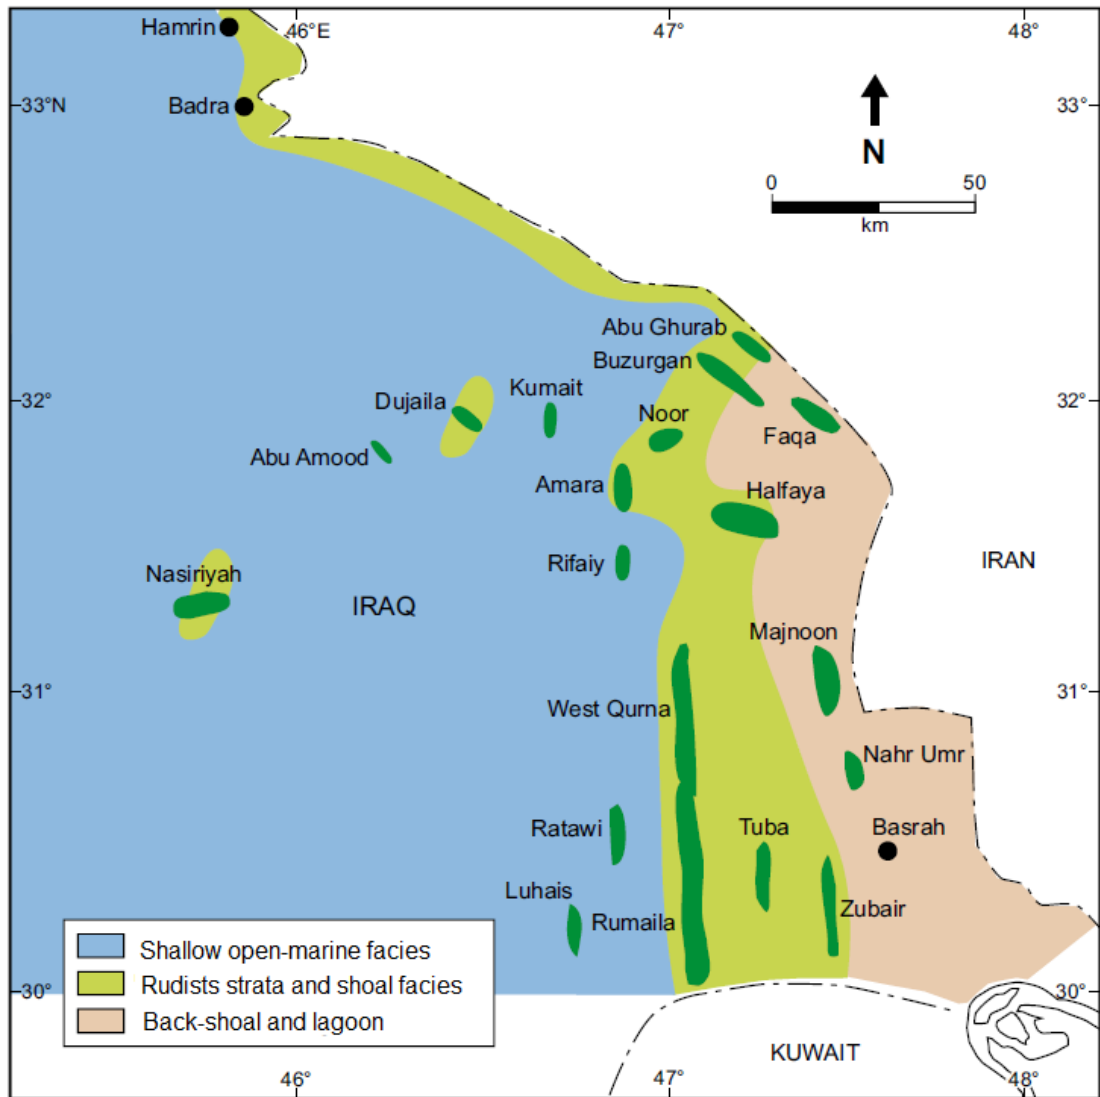 Hamrin
46°E
47°
48°
33°N
Badra
33°
N
0
50
km
Abu Ghurab
Buzurgan
32°
Dujaila
Kumait
Noor
32°
Faqa
Abu Amood
Amara
Halfaya
Rifaiy
IRAN
Nasiriyah
IRAQ
Majnoon
31°
West Qurna
31°
Nahr Umr
Ratawi
Tuba
Basrah
Luhais
Rumaila
Zubair
Shallow open-marine facies
Rudists strata and shoal facies
30°
30°
Back-shoal and lagoon
KUWAIT
46°
47°
48°